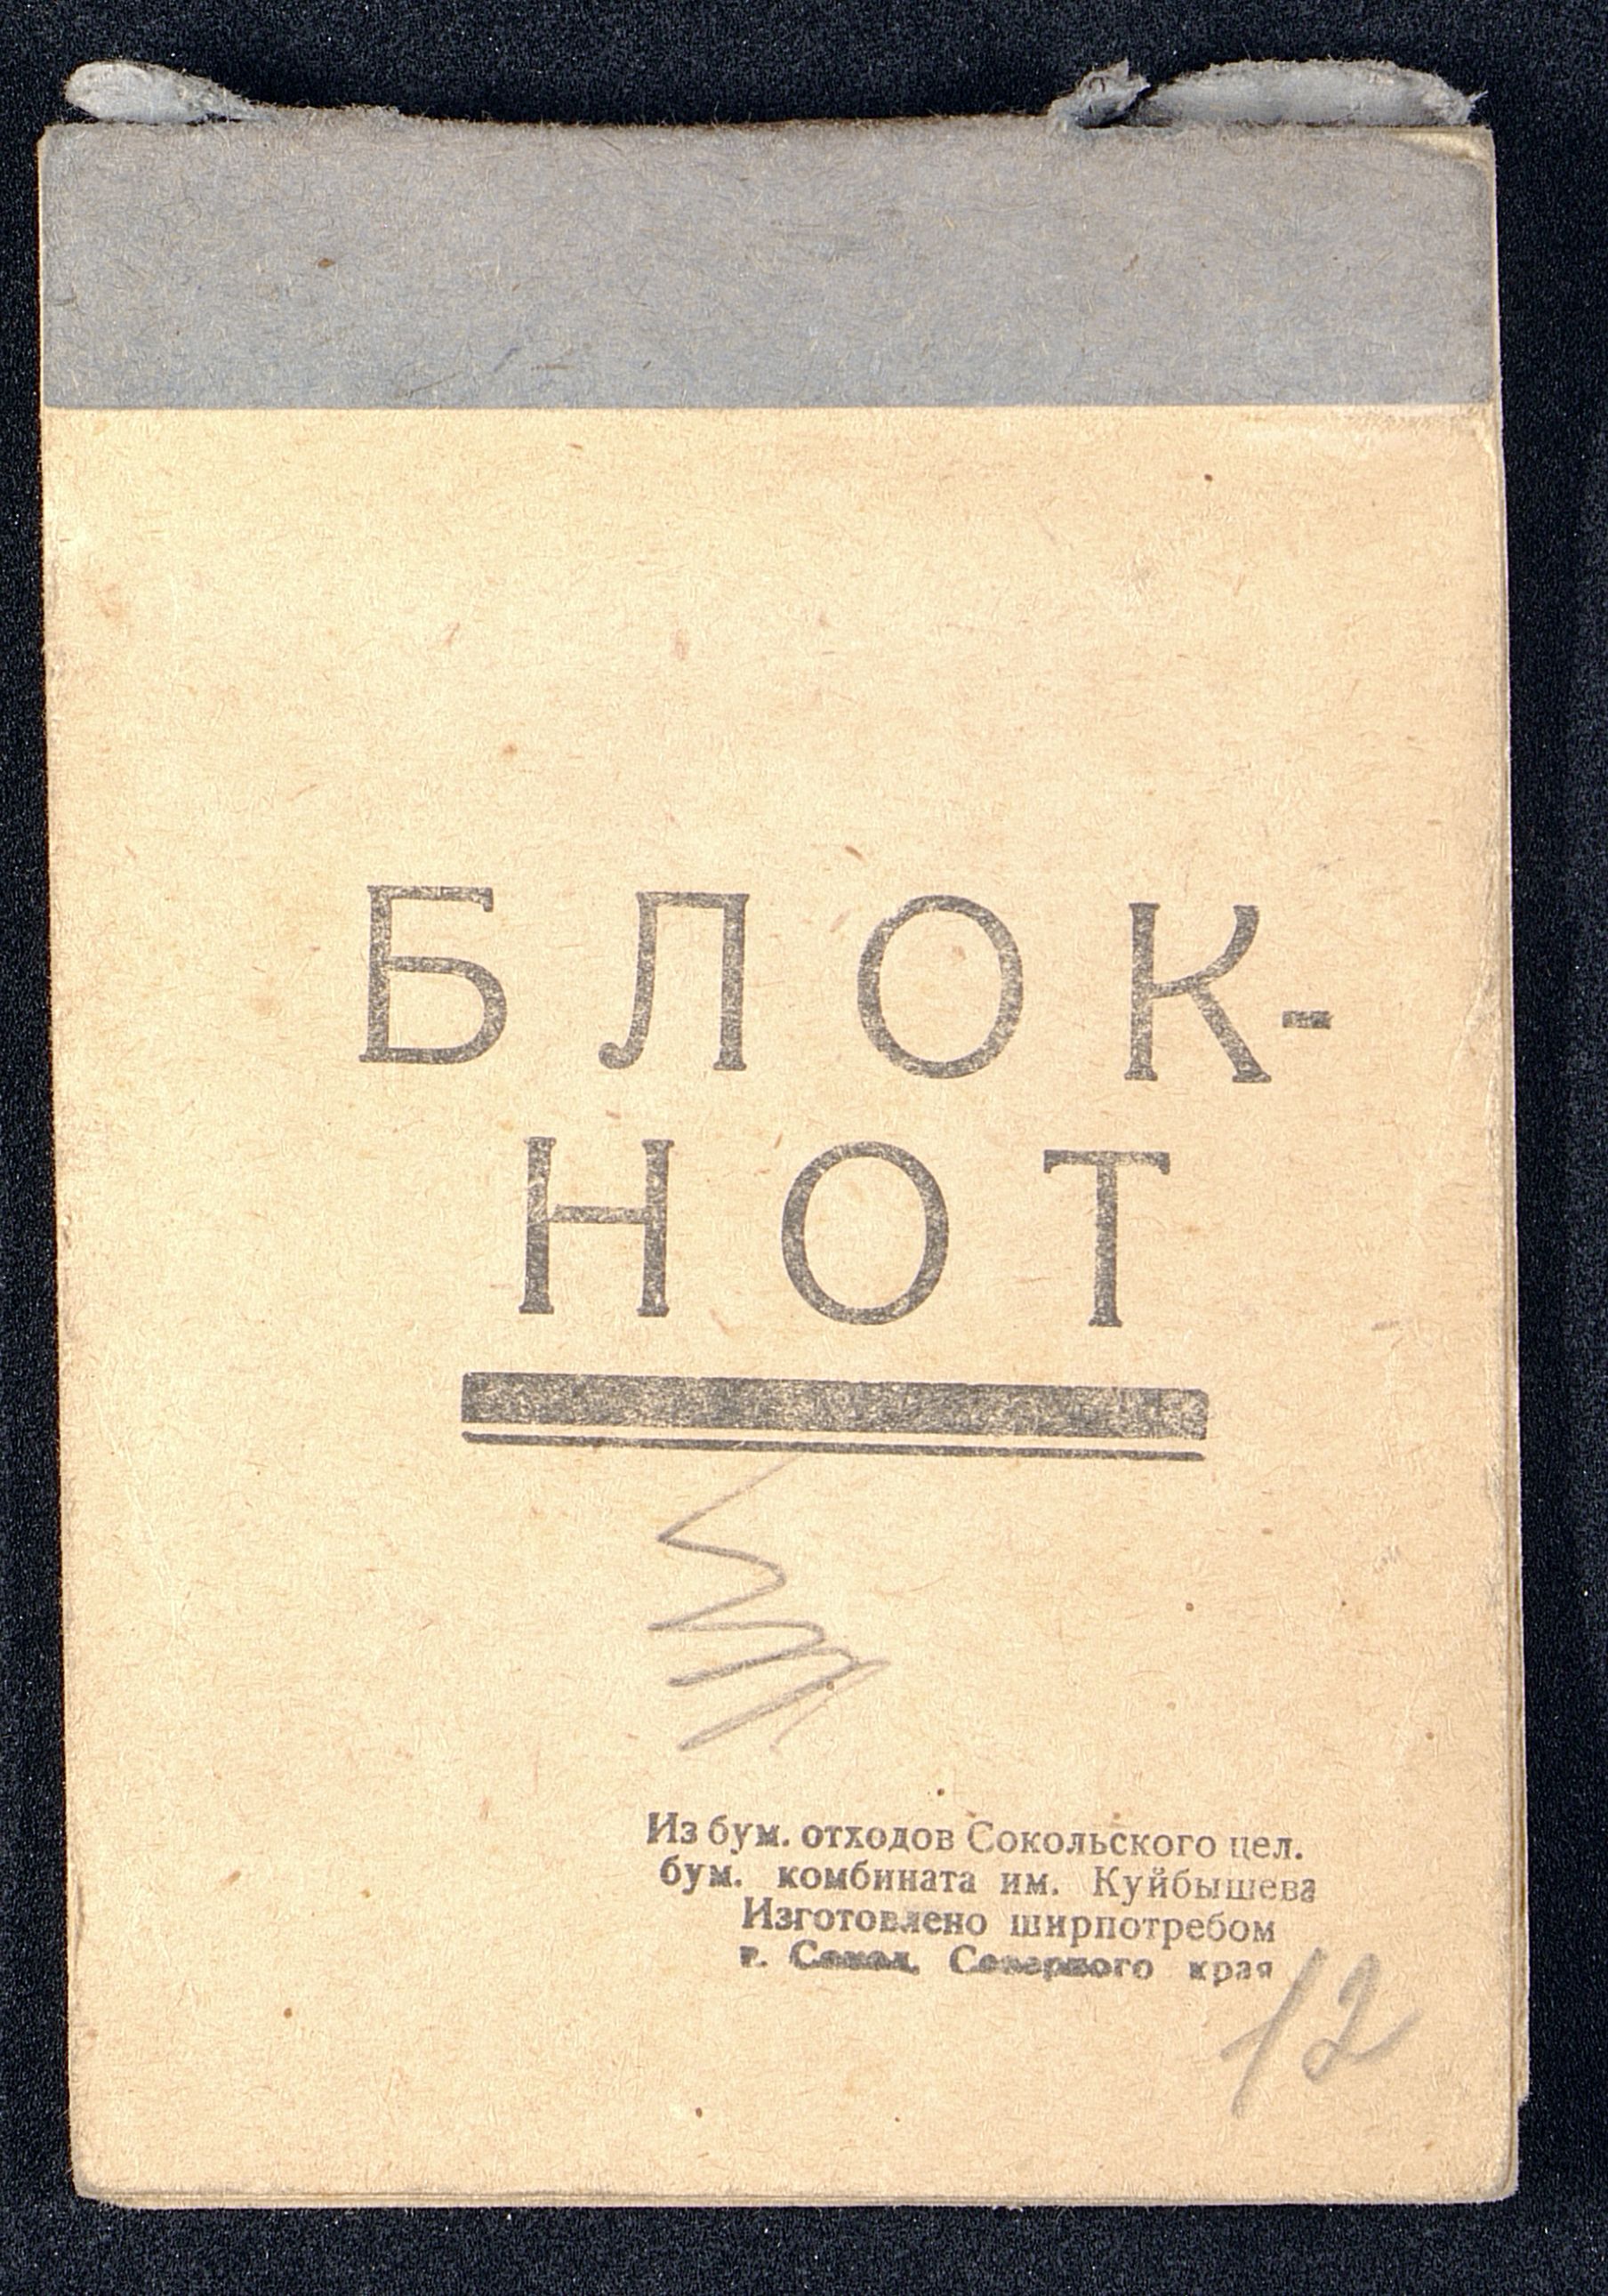 БЛОК-
НОТ
Из бум. отходов Сокольского цел.
бум. комбината им. Куйбышева
Изготовлено ширпотребом
г. Сокол, Северного края
12